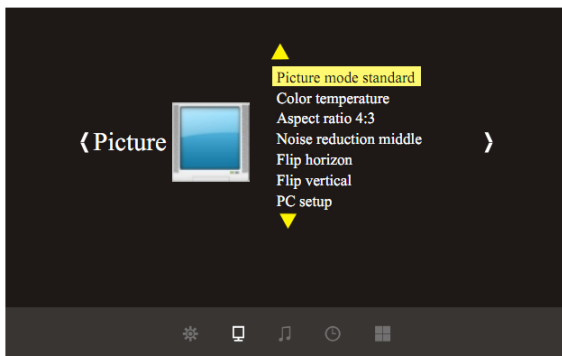 Picture
Picture mode standard
Color temperature
Aspect ratio 4:3
Noise reduction middle
Flip horizon
Flip vertical
PC setup